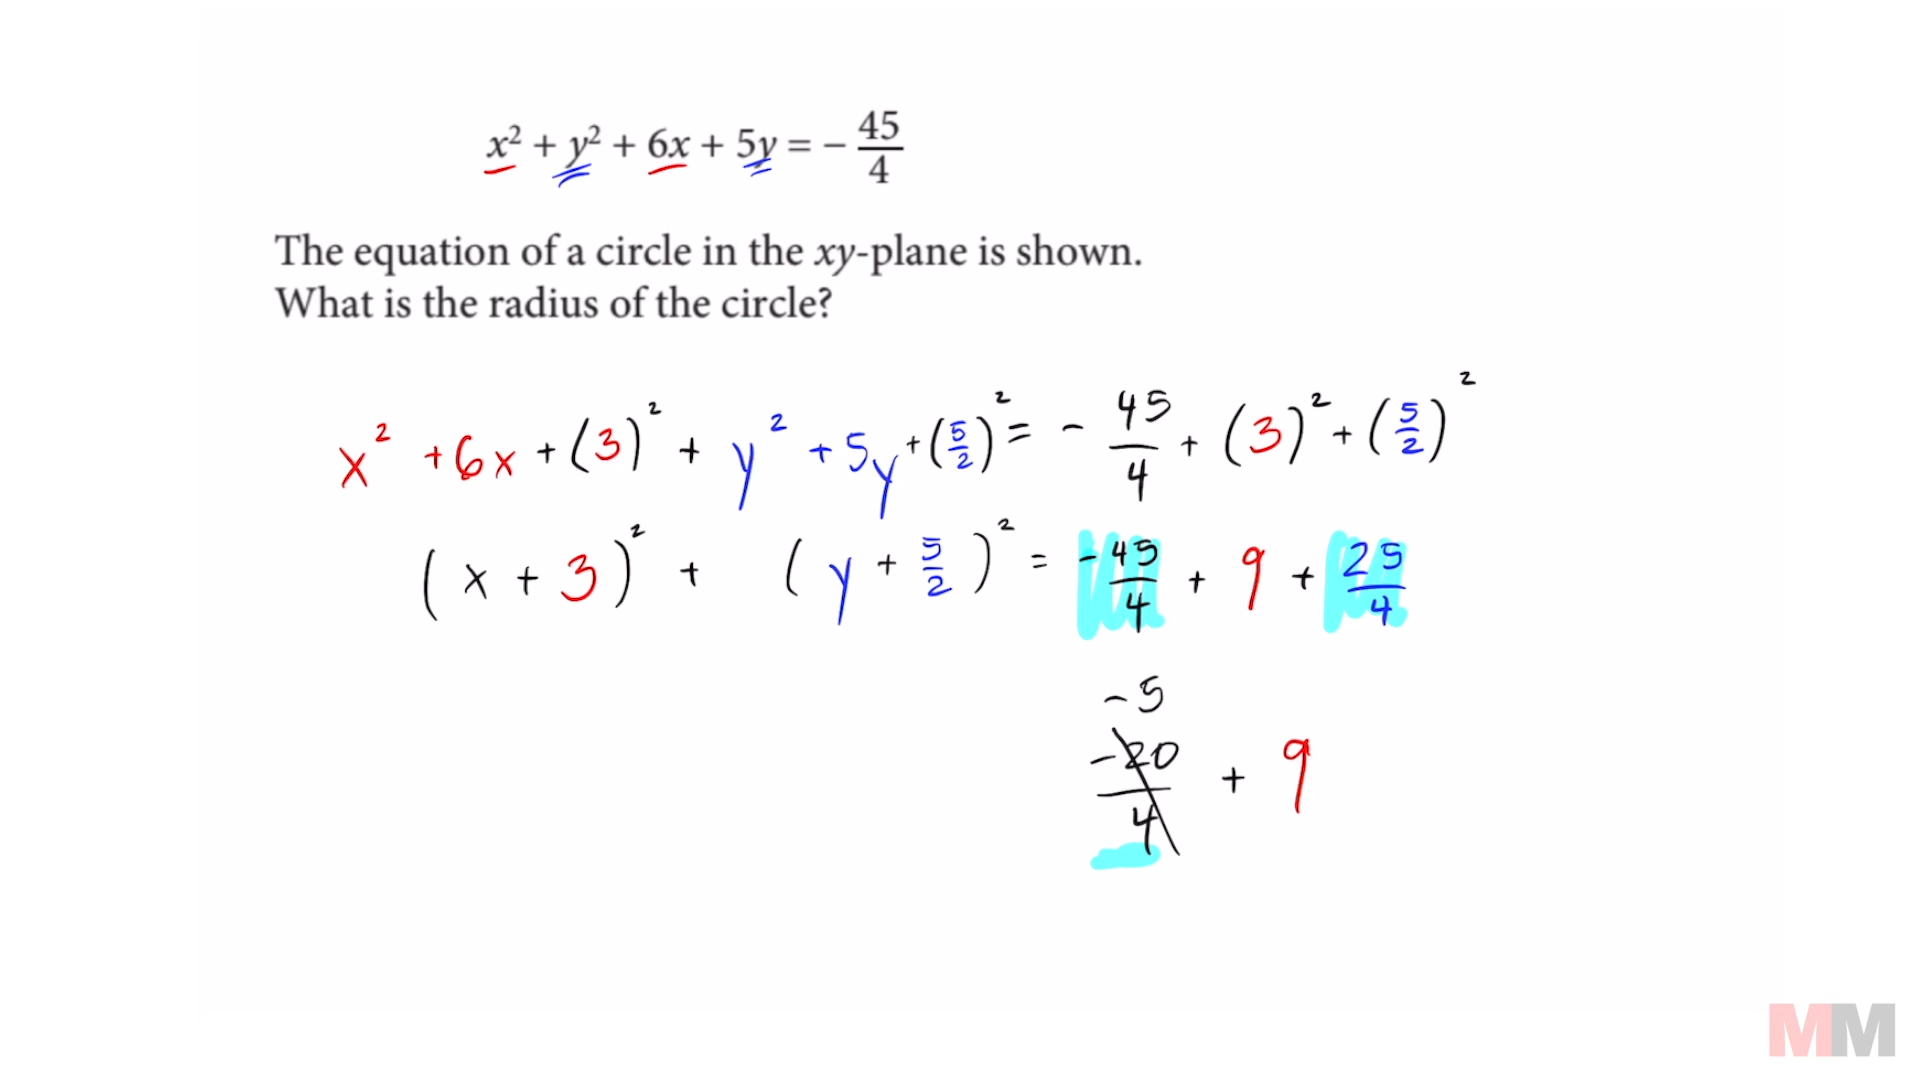 x² + y² + 6x + 5y = − 45/4
The equation of a circle in the xy-plane is shown.
What is the radius of the circle?
x² + 6x + (3)² + y² + 5y + (5/2)² = − 45/4 + (3)² + (5/2)²
(x + 3)² + (y + 5/2)² = −45/4 + 9 + 25/4
−5
−20/4 + 9
MM